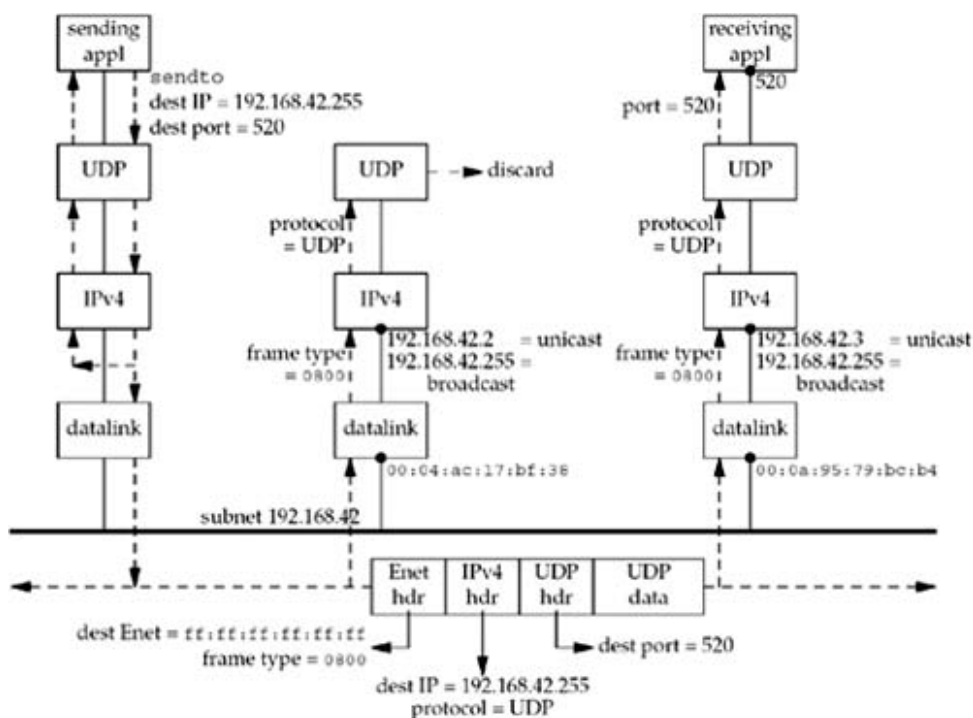 sending
appl
sendto
dest IP = 192.168.42.255
dest port = 520
UDP
IPv4
datalink
UDP
discard
protocol
= UDP
IPv4
192.168.42.2 = unicast
192.168.42.255 =
broadcast
frame type
= 0800
datalink
00:04:ac:17:bf:38
receiving
appl
520
port = 520
UDP
protocol
= UDP
IPv4
192.168.42.3 = unicast
192.168.42.255 =
broadcast
frame type
= 0800
datalink
00:0a:95:79:bc:b4
subnet 192.168.42
Enet
hdr
IPv4
hdr
UDP
hdr
UDP
data
dest Enet = ff:ff:ff:ff:ff:ff
frame type = 0800
dest IP = 192.168.42.255
protocol = UDP
dest port = 520